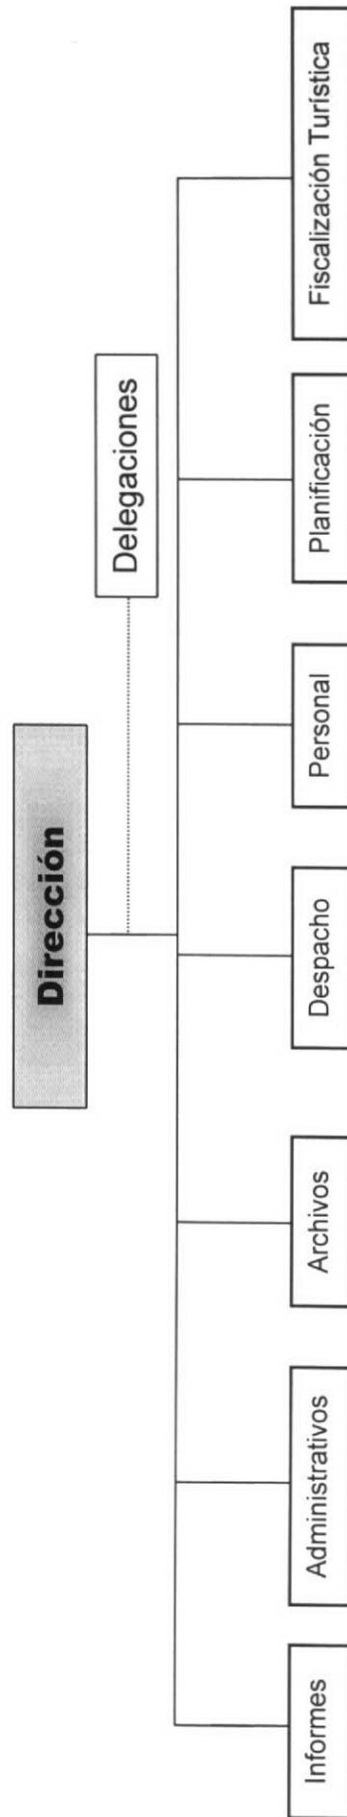 Dirección
Delegaciones
Informes
Administrativos
Archivos
Despacho
Personal
Planificación
Fiscalización Turística